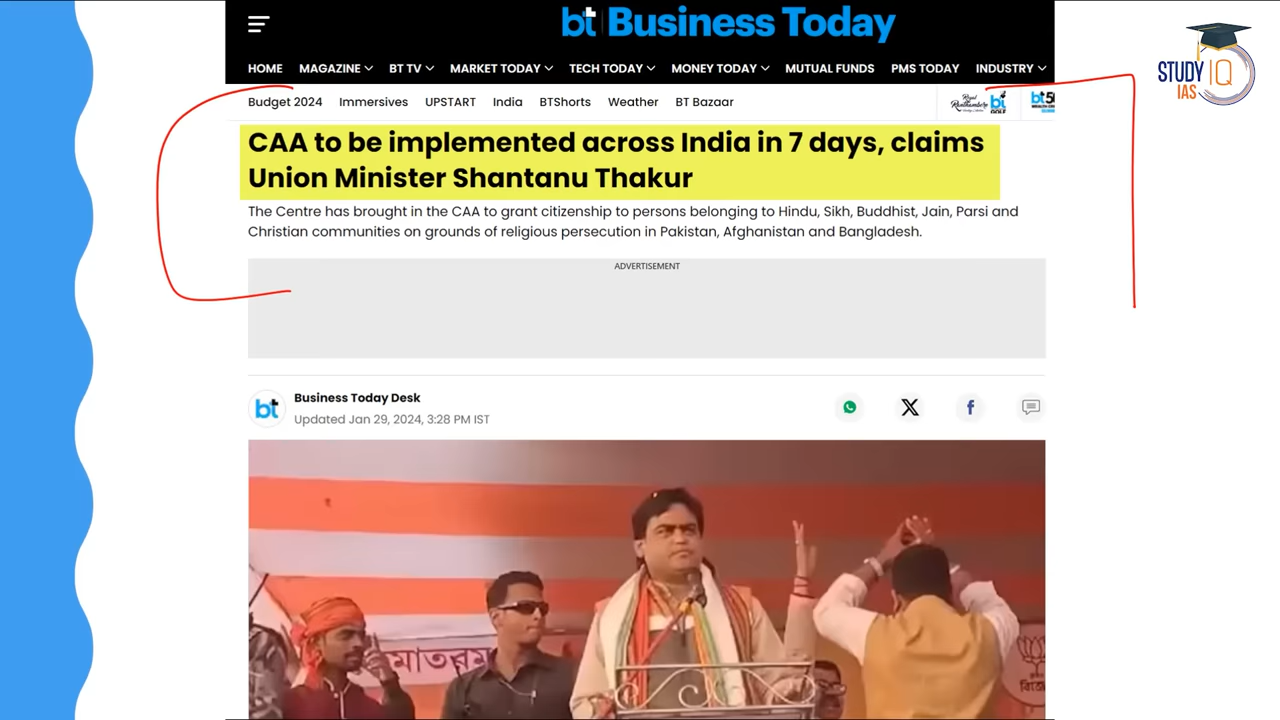 bt Business Today
HOME MAGAZINE BT TV MARKET TODAY TECH TODAY MONEY TODAY MUTUAL FUNDS PMS TODAY INDUSTRY
STUDY IQ
IAS
Budget 2024 Immersives UPSTART India BTShorts Weather BT Bazaar
CAA to be implemented across India in 7 days, claims
Union Minister Shantanu Thakur
The Centre has brought in the CAA to grant citizenship to persons belonging to Hindu, Sikh, Buddhist, Jain, Parsi and
Christian communities on grounds of religious persecution in Pakistan, Afghanistan and Bangladesh.
ADVERTISEMENT
bt
Business Today Desk
Updated Jan 29, 2024, 3:28 PM IST
মাতরম